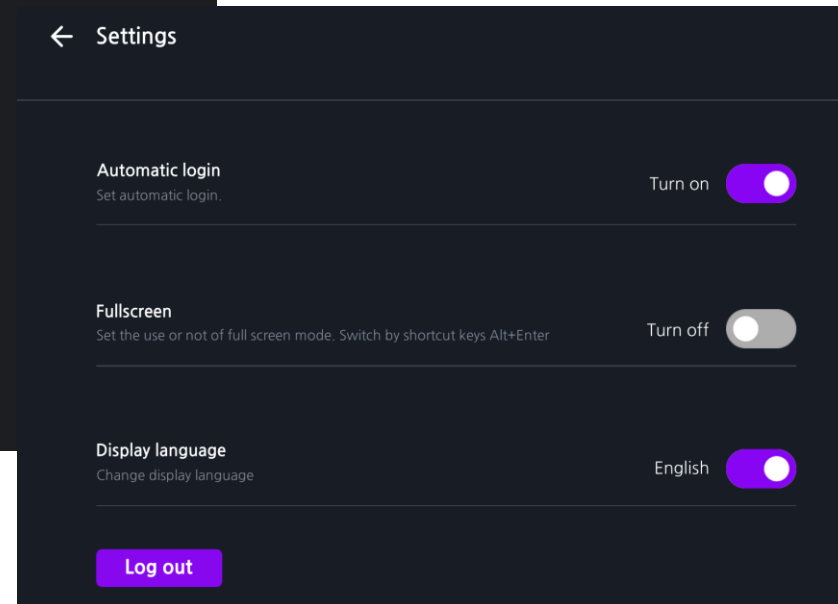 Settings
Automatic login
Set automatic login.
Turn on
Fullscreen
Set the use or not of full screen mode. Switch by shortcut keys Alt+Enter
Turn off
Display language
Change display language
English
Log out